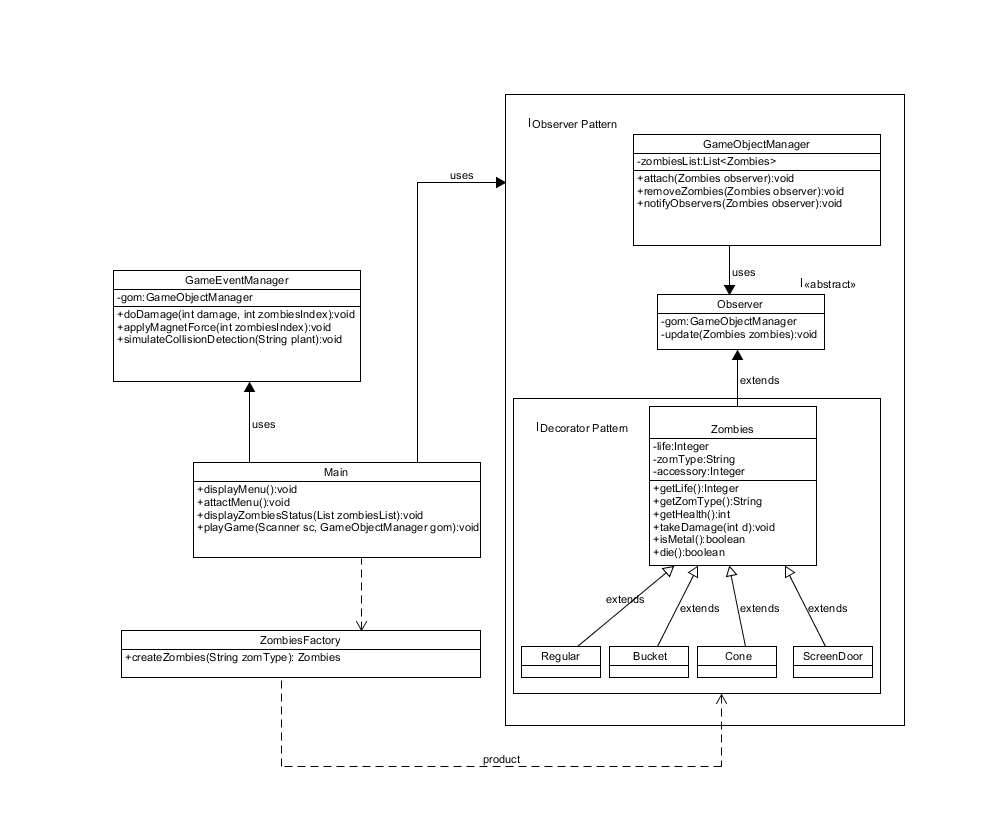 Observer Pattern
GameObjectManager
-zombiesList:List<Zombies>
+attach(Zombies observer):void
+removeZombies(Zombies observer):void
+notifyObservers(Zombies observer):void
uses
uses
«abstract»
Observer
-gom:GameObjectManager
-update(Zombies zombies):void
extends
GameEventManager
-gom:GameObjectManager
+doDamage(int damage, int zombiesIndex):void
+applyMagnetForce(int zombiesIndex):void
+simulateCollisionDetection(String plant):void
uses
Main
+displayMenu():void
+attactMenu():void
+displayZombiesStatus(List zombiesList):void
+playGame(Scanner sc, GameObjectManager gom):void
Decorator Pattern
Zombies
-life:Integer
-zomType:String
-accessory:Integer
+getLife():Integer
+getZomType():String
+getHealth():int
+takeDamage(int d):void
+isMetal():boolean
+die():boolean
extends
extends
extends
extends
Regular
Bucket
Cone
ScreenDoor
ZombiesFactory
+createZombies(String zomType): Zombies
product